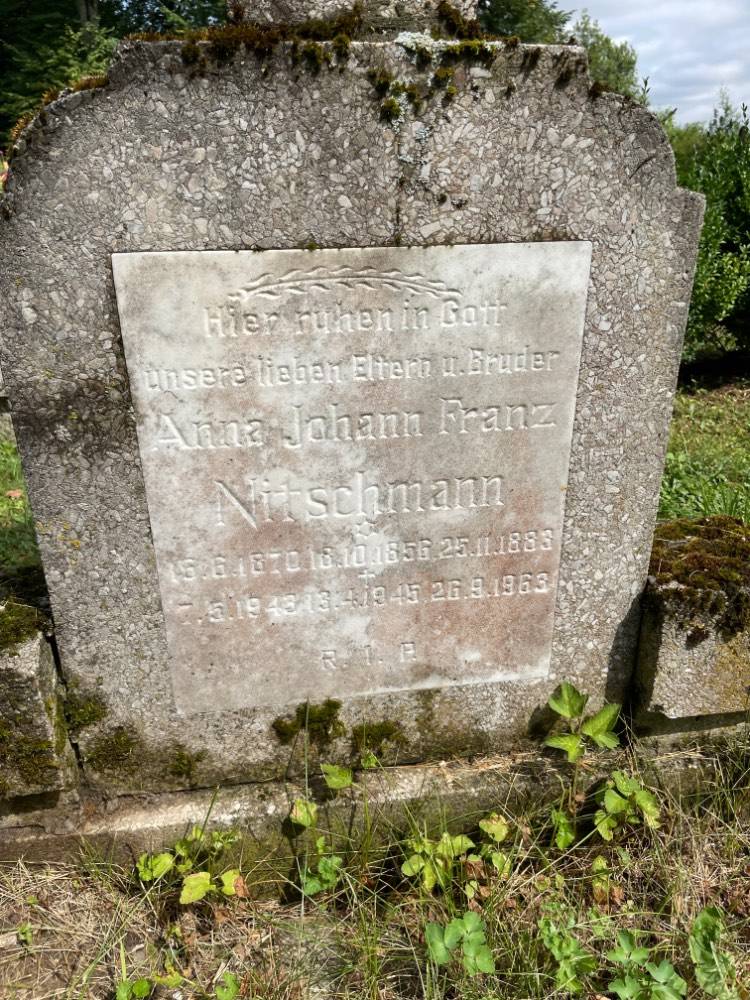 Hier ruhen in Gott
unsere lieben Eltern u. Bruder
Anna Johann Franz
Nitschmann
15.6.1870 18.10.1856 25.11.1883
7.5.1943 13.4.1945 26.9.1963
R. I. P.